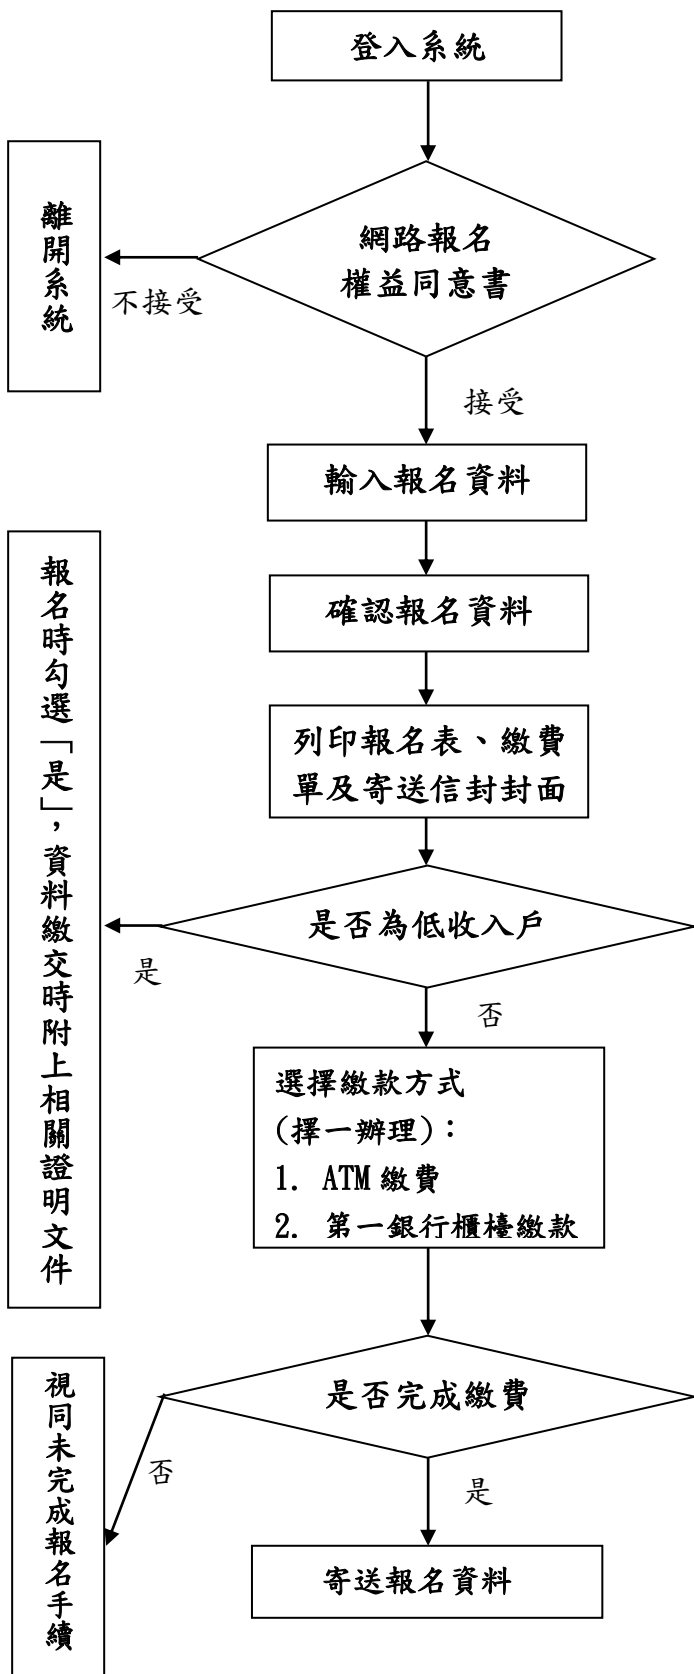 登入系統
網路報名
權益同意書
離開系統
不接受
接受
輸入報名資料
確認報名資料
列印報名表、繳費
單及寄送信封封面
是否為低收入戶
是
報名時勾選「是」，資料繳交時附上相關證明文件
否
選擇繳款方式
(擇一辦理)：
1. ATM 繳費
2. 第一銀行櫃檯繳款
是否完成繳費
否
視同未完成報名手續
是
寄送報名資料